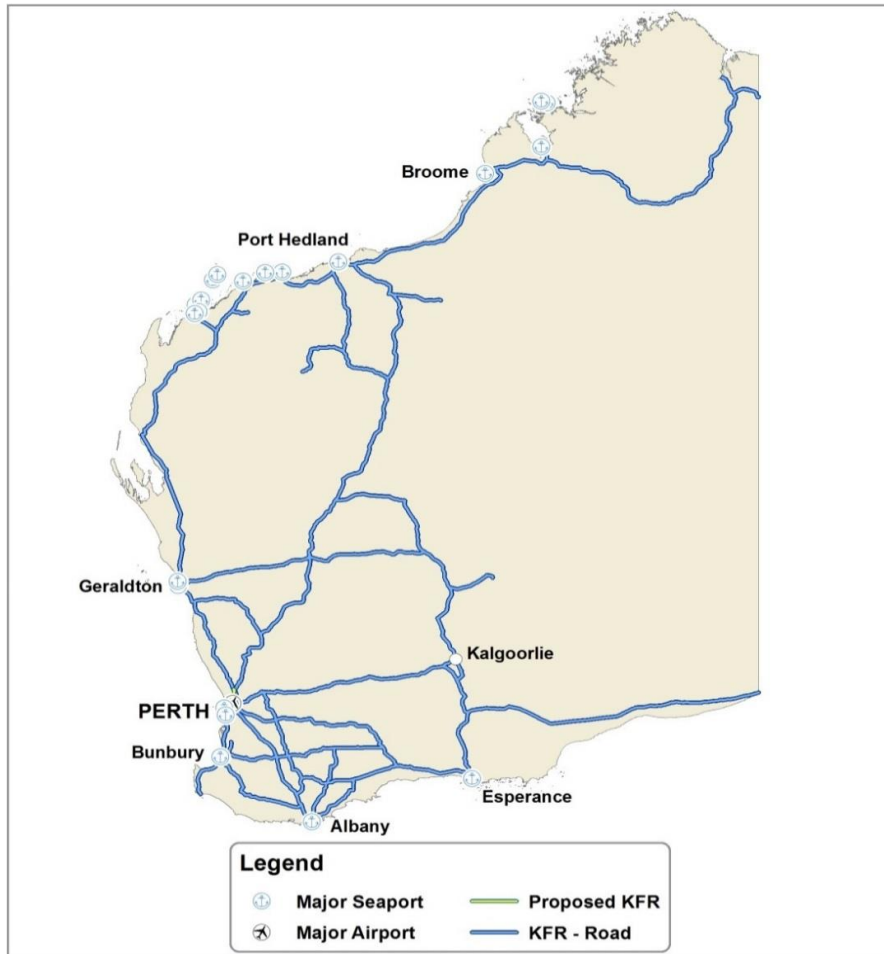 Broome
Port Hedland
Geraldton
Kalgoorlie
PERTH
Bunbury
Esperance
Albany
Legend
Major Seaport
Proposed KFR
Major Airport
KFR - Road